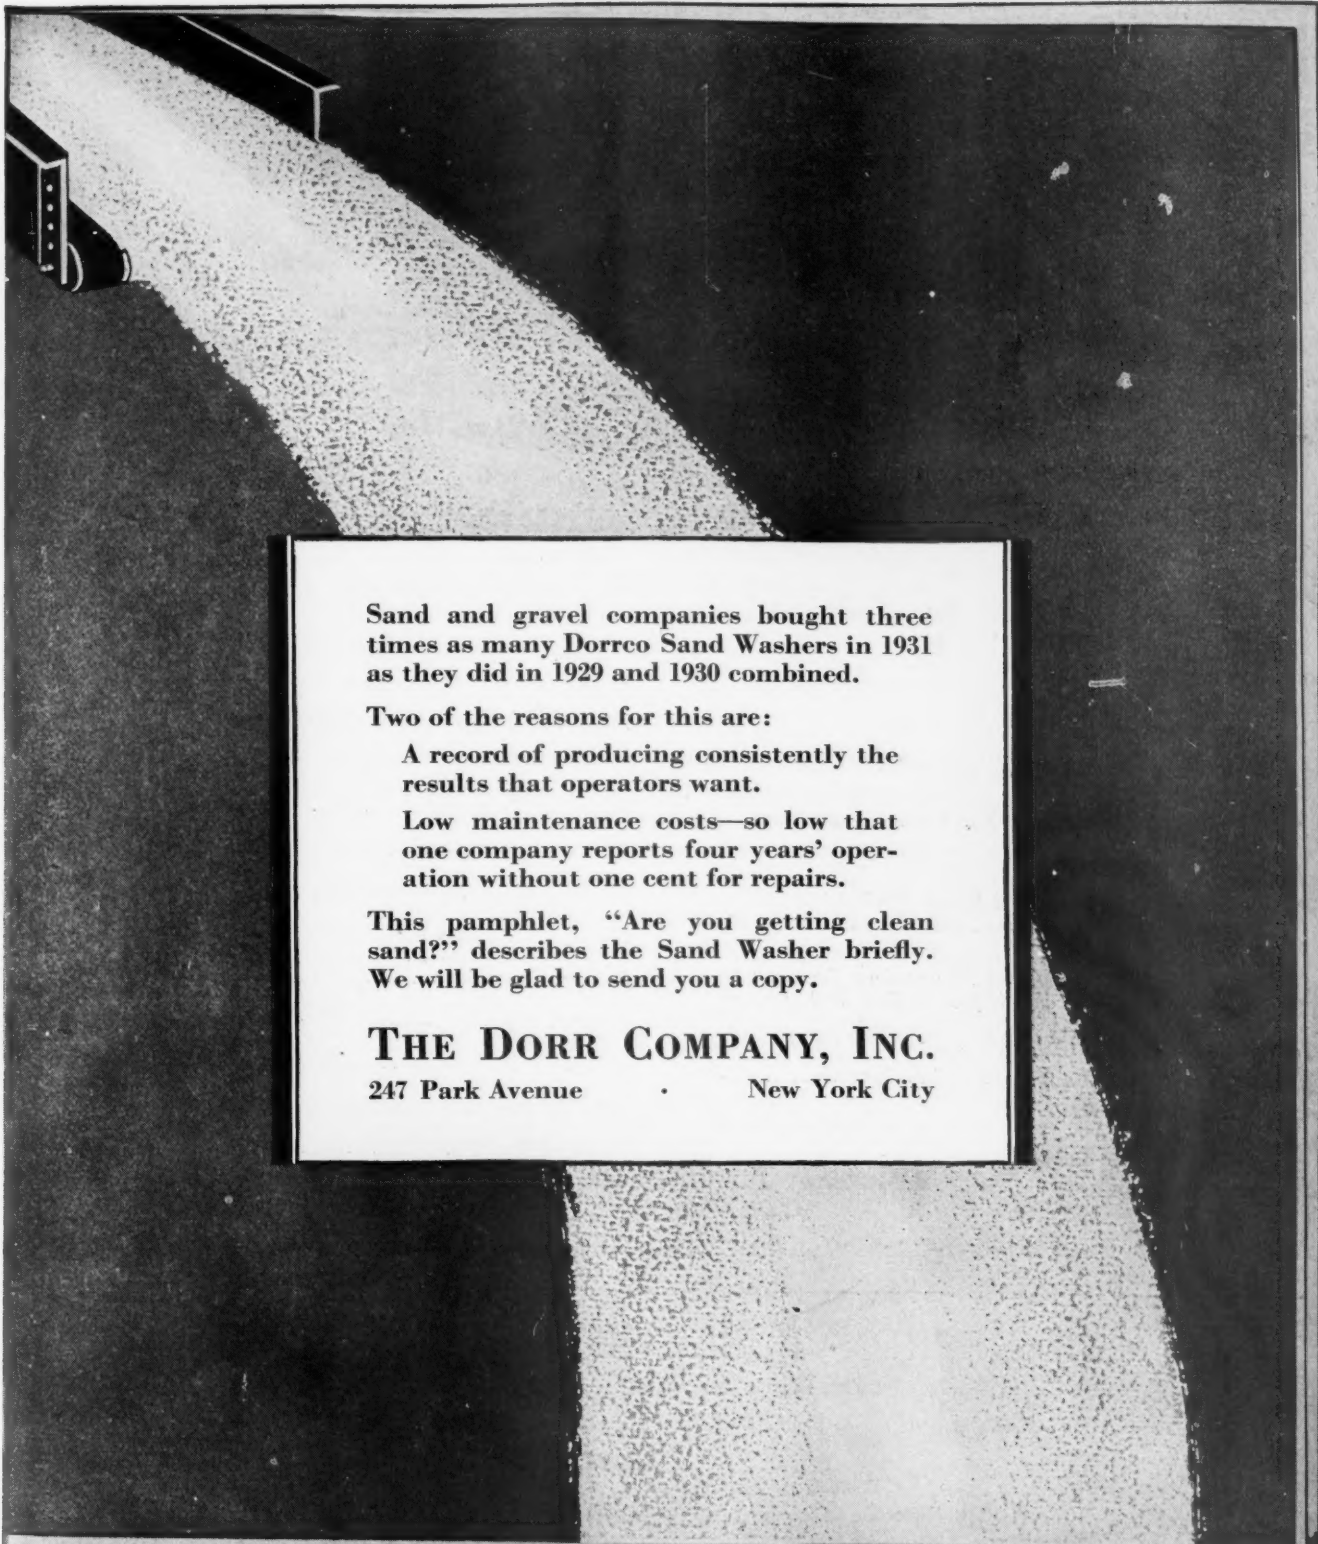 Sand and gravel companies bought three
times as many Dorrco Sand Washers in 1931
as they did in 1929 and 1930 combined.
Two of the reasons for this are:
A record of producing consistently the
results that operators want.
Low maintenance costs—so low that
one company reports four years' oper-
ation without one cent for repairs.
This pamphlet, “Are you getting clean
sand?” describes the Sand Washer briefly.
We will be glad to send you a copy.
THE DORR COMPANY, INC.
247 Park Avenue · New York City